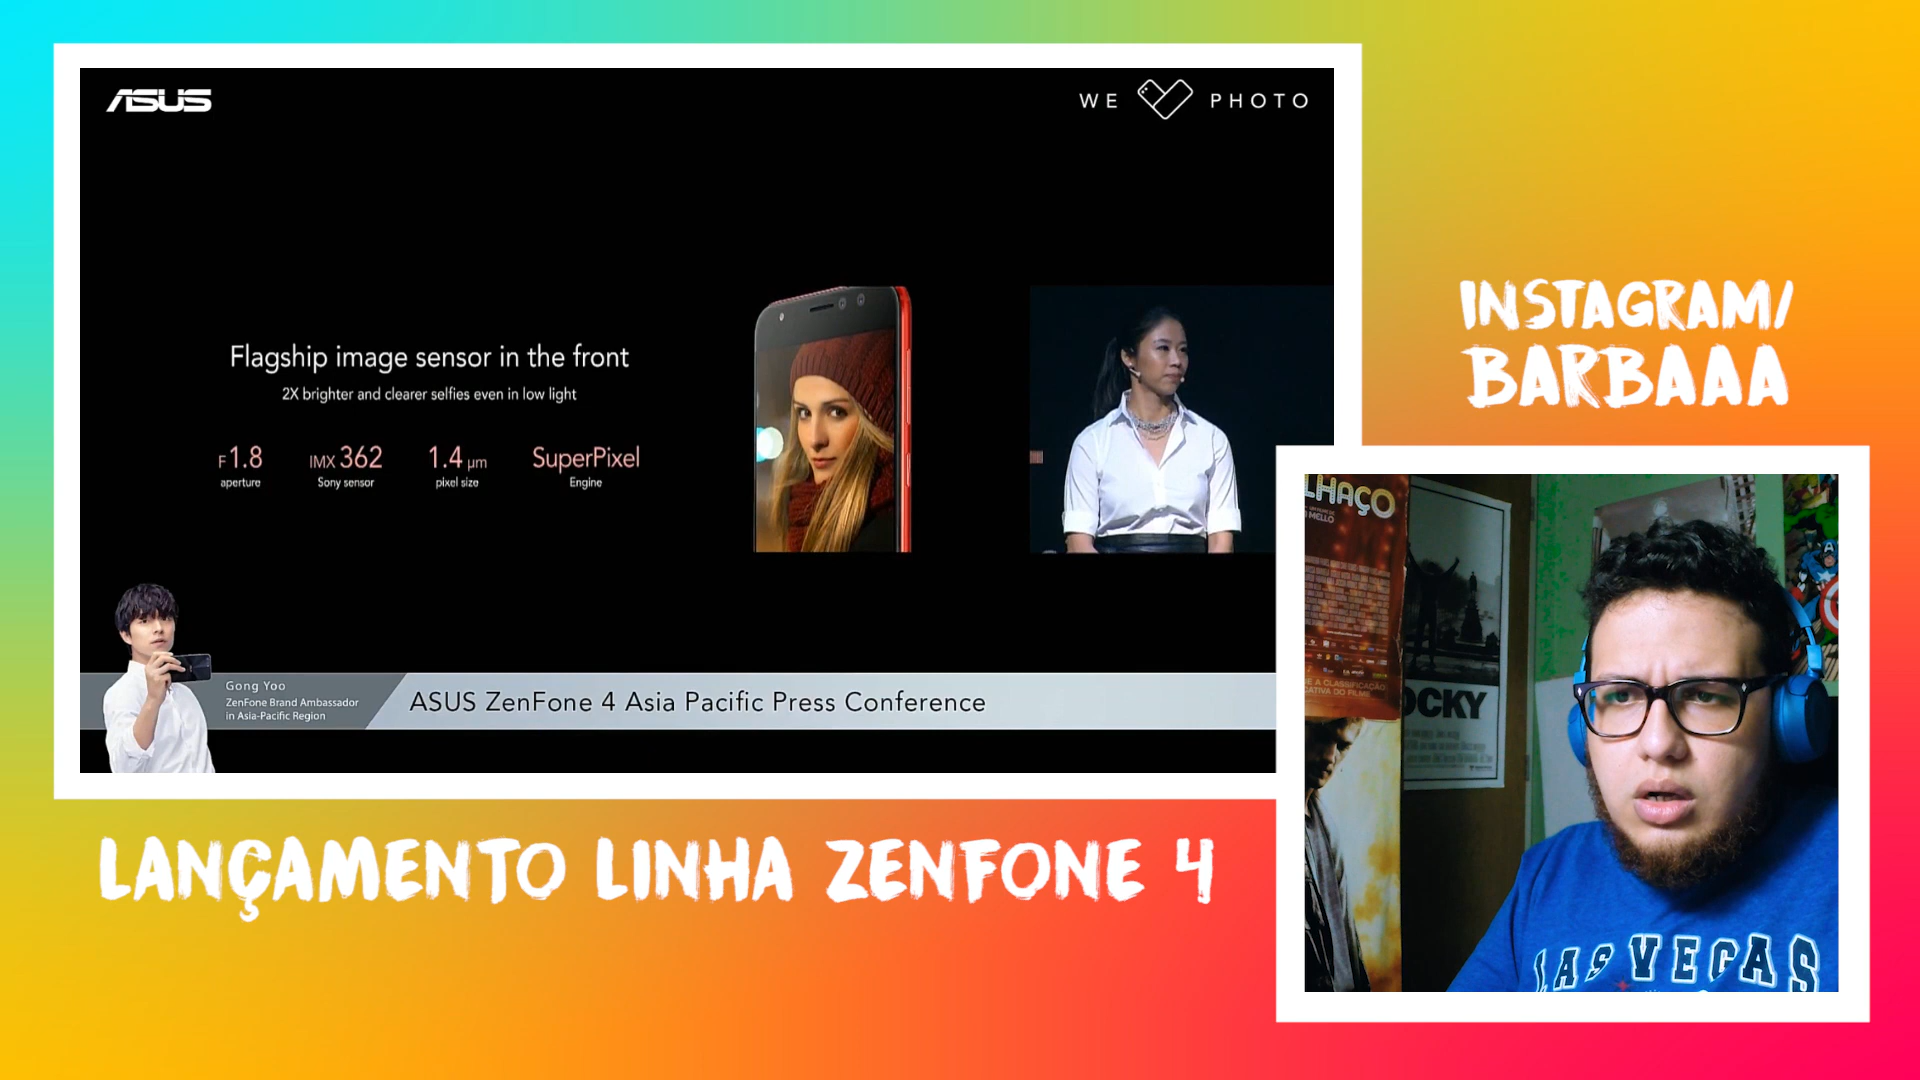 ASUS
WE PHOTO
Flagship image sensor in the front
2X brighter and clearer selfies even in low light
F1.8 IMX 362 1.4 µm SuperPixel
aperture Sony sensor pixel size Engine
Gong Yoo
ZenFone Brand Ambassador
in Asia-Pacific Region
ASUS ZenFone 4 Asia Pacific Press Conference
INSTAGRAM/
BARBAAA
LANÇAMENTO LINHA ZENFONE 4
LHAÇO
MELLO
OCKY
LAS VEGAS